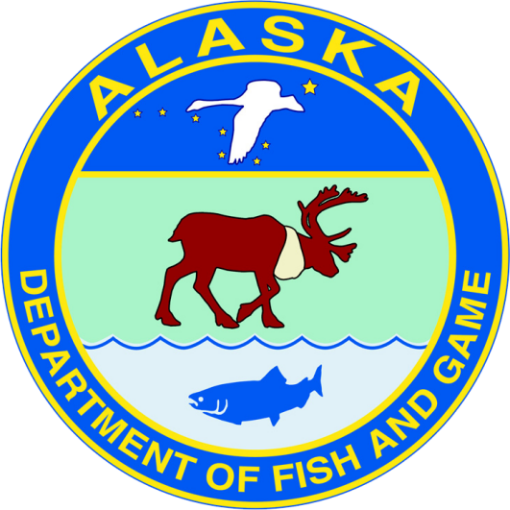 ALASKA
DEPARTMENT OF FISH AND GAME